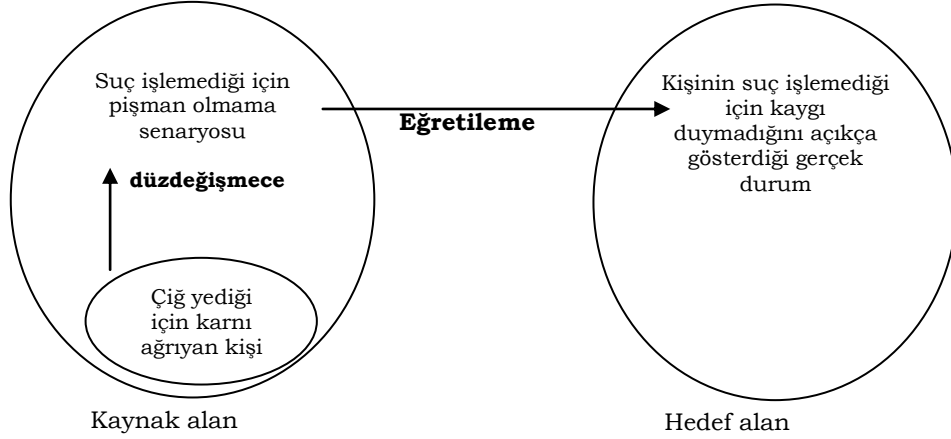 Suç işlemediği için
pişman olmama
senaryosu
Eğretileme
düzdeğişmece
Çiğ yediği
için karnı
ağrıyan kişi
Kaynak alan
Kişinin suç işlemediği
için kaygı
duymadığını açıkça
gösterdiği gerçek
durum
Hedef alan